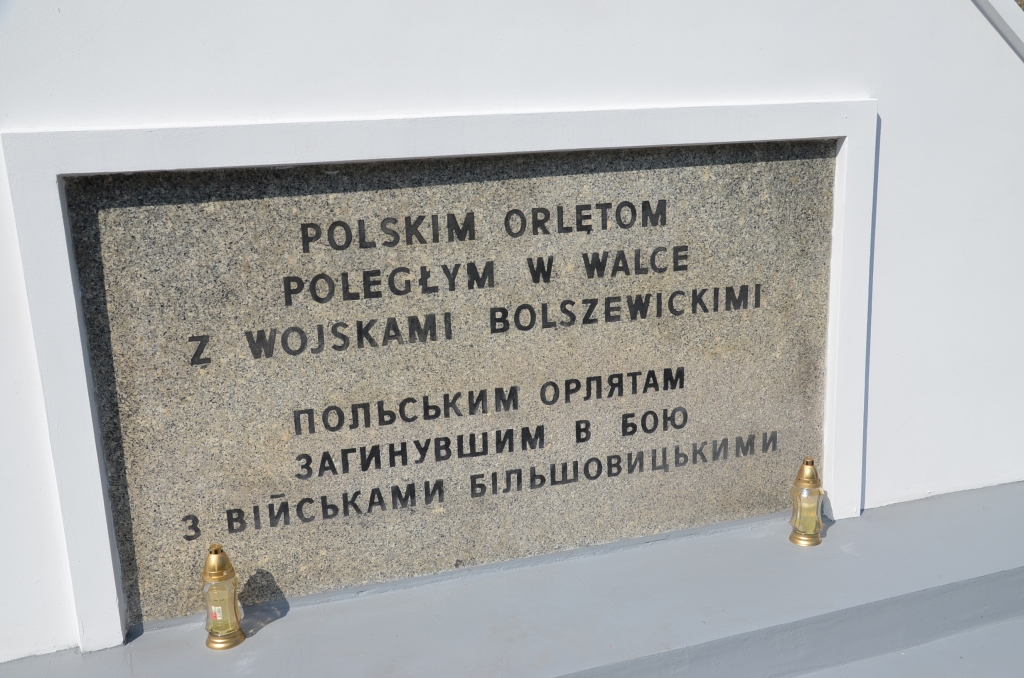 POLSKIM ORLĘTOM
POLEGŁYM W WALCE
Z WOJSKAMI BOLSZEWICKIMI
ПОЛЬСЬКИМ ОРЛЯТАМ
ЗАГИНУВШИМ В БОЮ
З ВІЙСЬКАМИ БІЛЬШОВИЦЬКИМИ